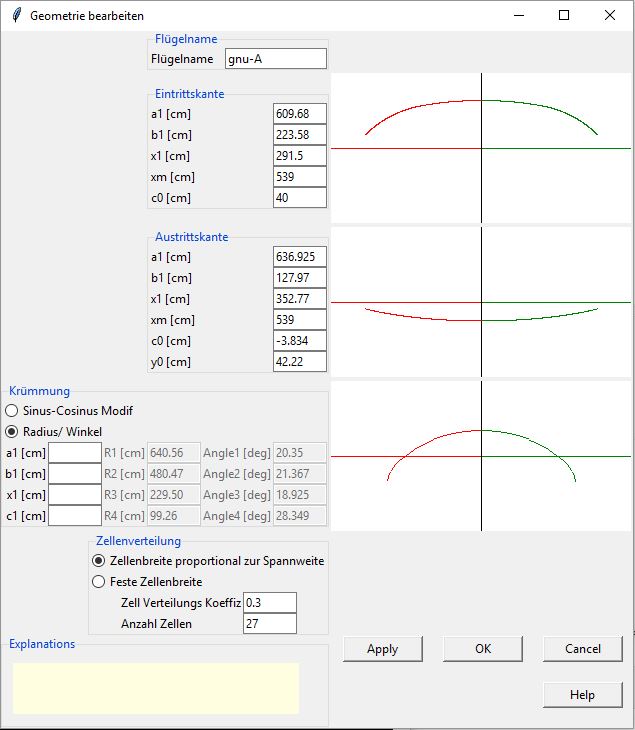 Geometrie bearbeiten
Flügelname
Flügelname gnu-A
Eintrittskante
a1 [cm] 609.68
b1 [cm] 223.58
x1 [cm] 291.5
xm [cm] 539
c0 [cm] 40
Austrittskante
a1 [cm] 636.925
b1 [cm] 127.97
x1 [cm] 352.77
xm [cm] 539
c0 [cm] -3.834
y0 [cm] 42.22
Krümmung
Sinus-Cosinus Modif
Radius/ Winkel
a1 [cm] R1 [cm] 640.56 Angle1 [deg] 20.35
b1 [cm] R2 [cm] 480.47 Angle2 [deg] 21.367
x1 [cm] R3 [cm] 229.50 Angle3 [deg] 18.925
c1 [cm] R4 [cm] 99.26 Angle4 [deg] 28.349
Zellenverteilung
Zellenbreite proportional zur Spannweite
Feste Zellenbreite
Zell Verteilungs Koeffiz 0.3
Anzahl Zellen 27
Explanations
Apply OK Cancel
Help